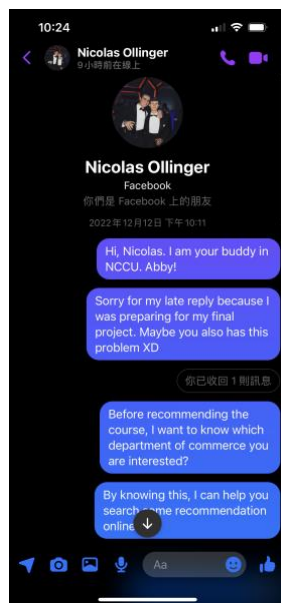 10:24
Nicolas Ollinger
9小時前在線上
Nicolas Ollinger
Facebook
你們是 Facebook 上的朋友
2022年12月12日 下午10:11
Hi, Nicolas. I am your buddy in
NCCU. Abby!
Sorry for my late reply because I
was preparing for my final
project. Maybe you also has this
problem XD
你已收回 1 則訊息
Before recommending the
course, I want to know which
department of commerce you
are interested?
By knowing this, I can help you
search some recommendation
online
Aa